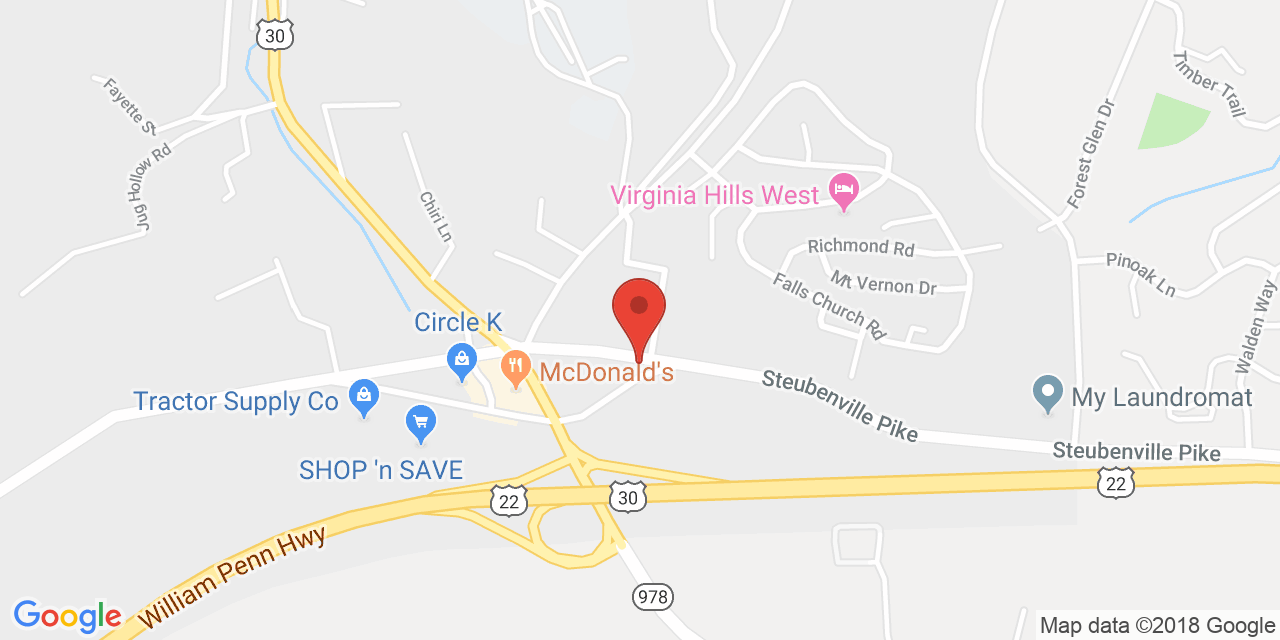 30
Fayette St
Timber Trail
Forest Glen Dr
Jug Hollow Rd
Virginia Hills West
Chiri Ln
Richmond Rd
Pinoak Ln
Mt Vernon Dr
Falls Church Rd
Walden Way
Circle K
McDonald's
Tractor Supply Co
Steubenville Pike
My Laundromat
SHOP 'n SAVE
Steubenville Pike
22
30
22
William Penn Hwy
978
Google
Map data ©2018 Google